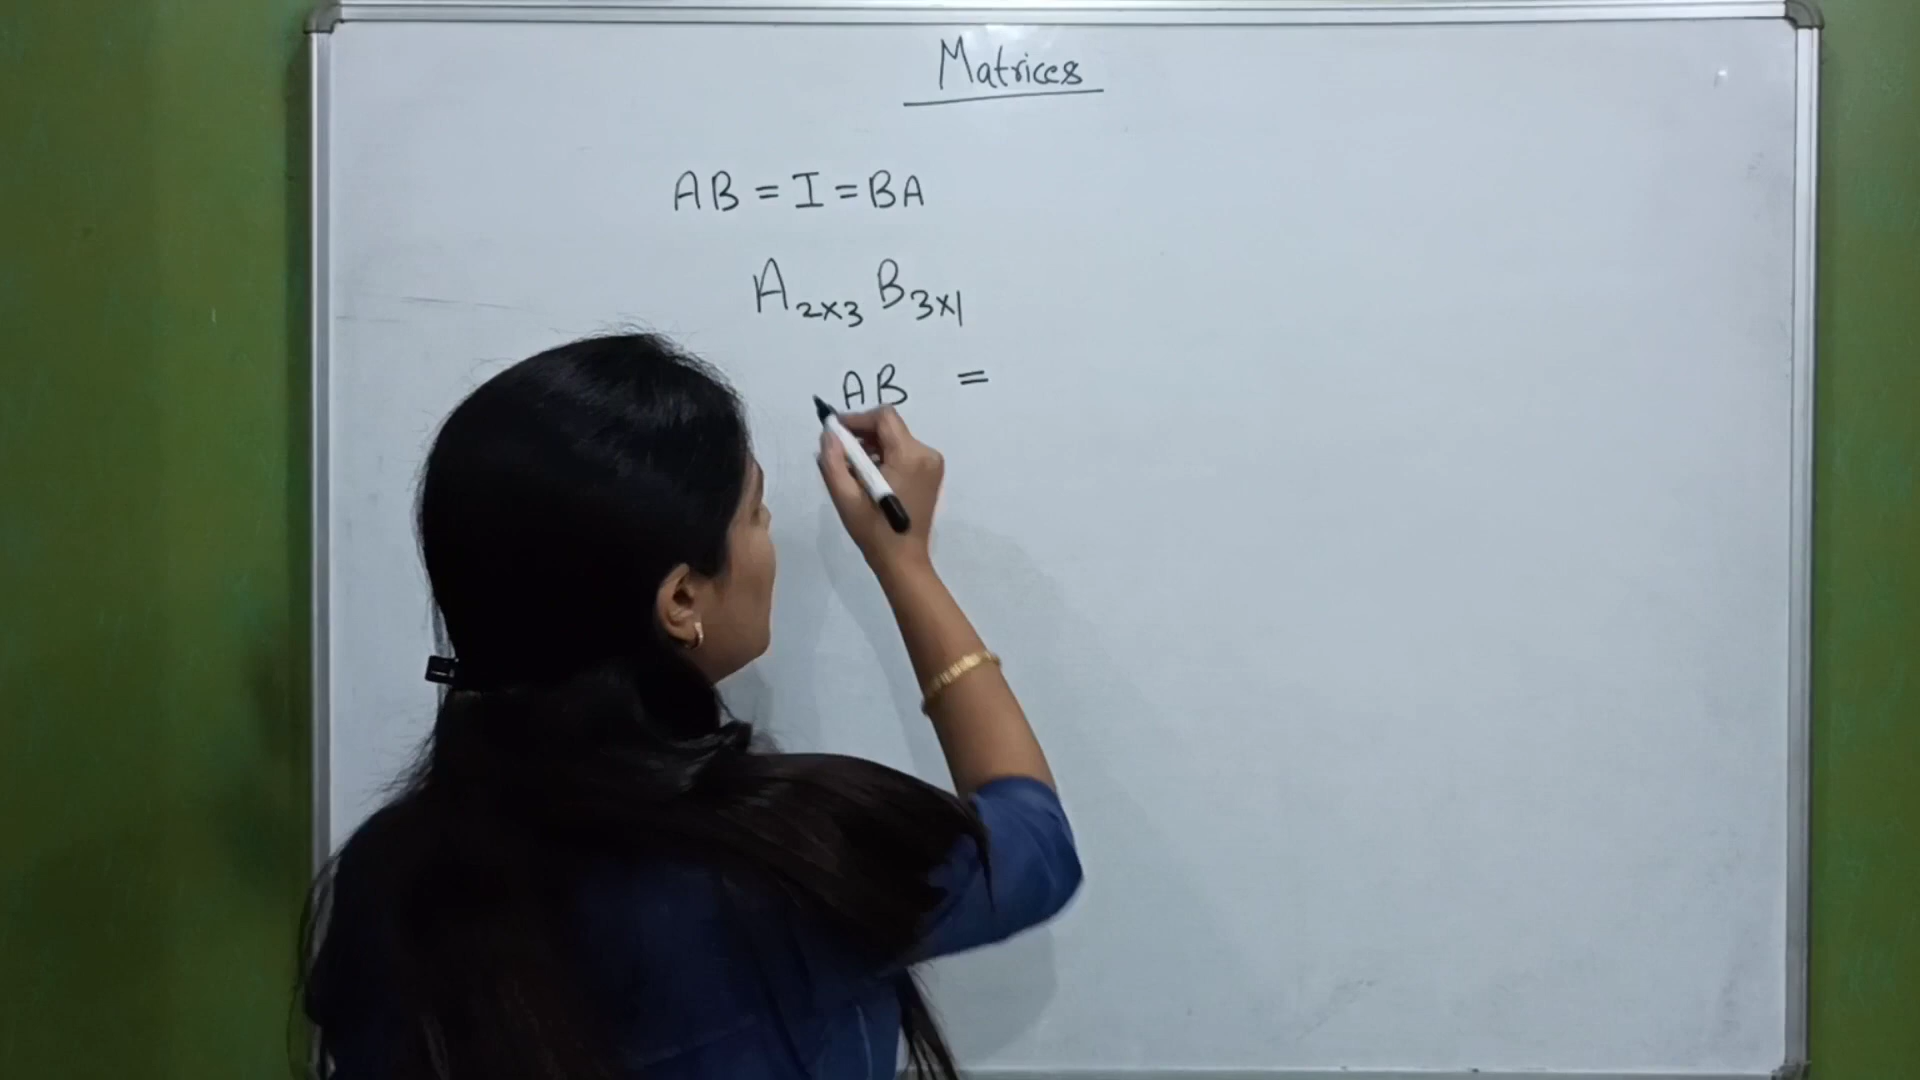 Matrices
AB = I = BA
A₂ₓ₃ B₃ₓ₁
AB =